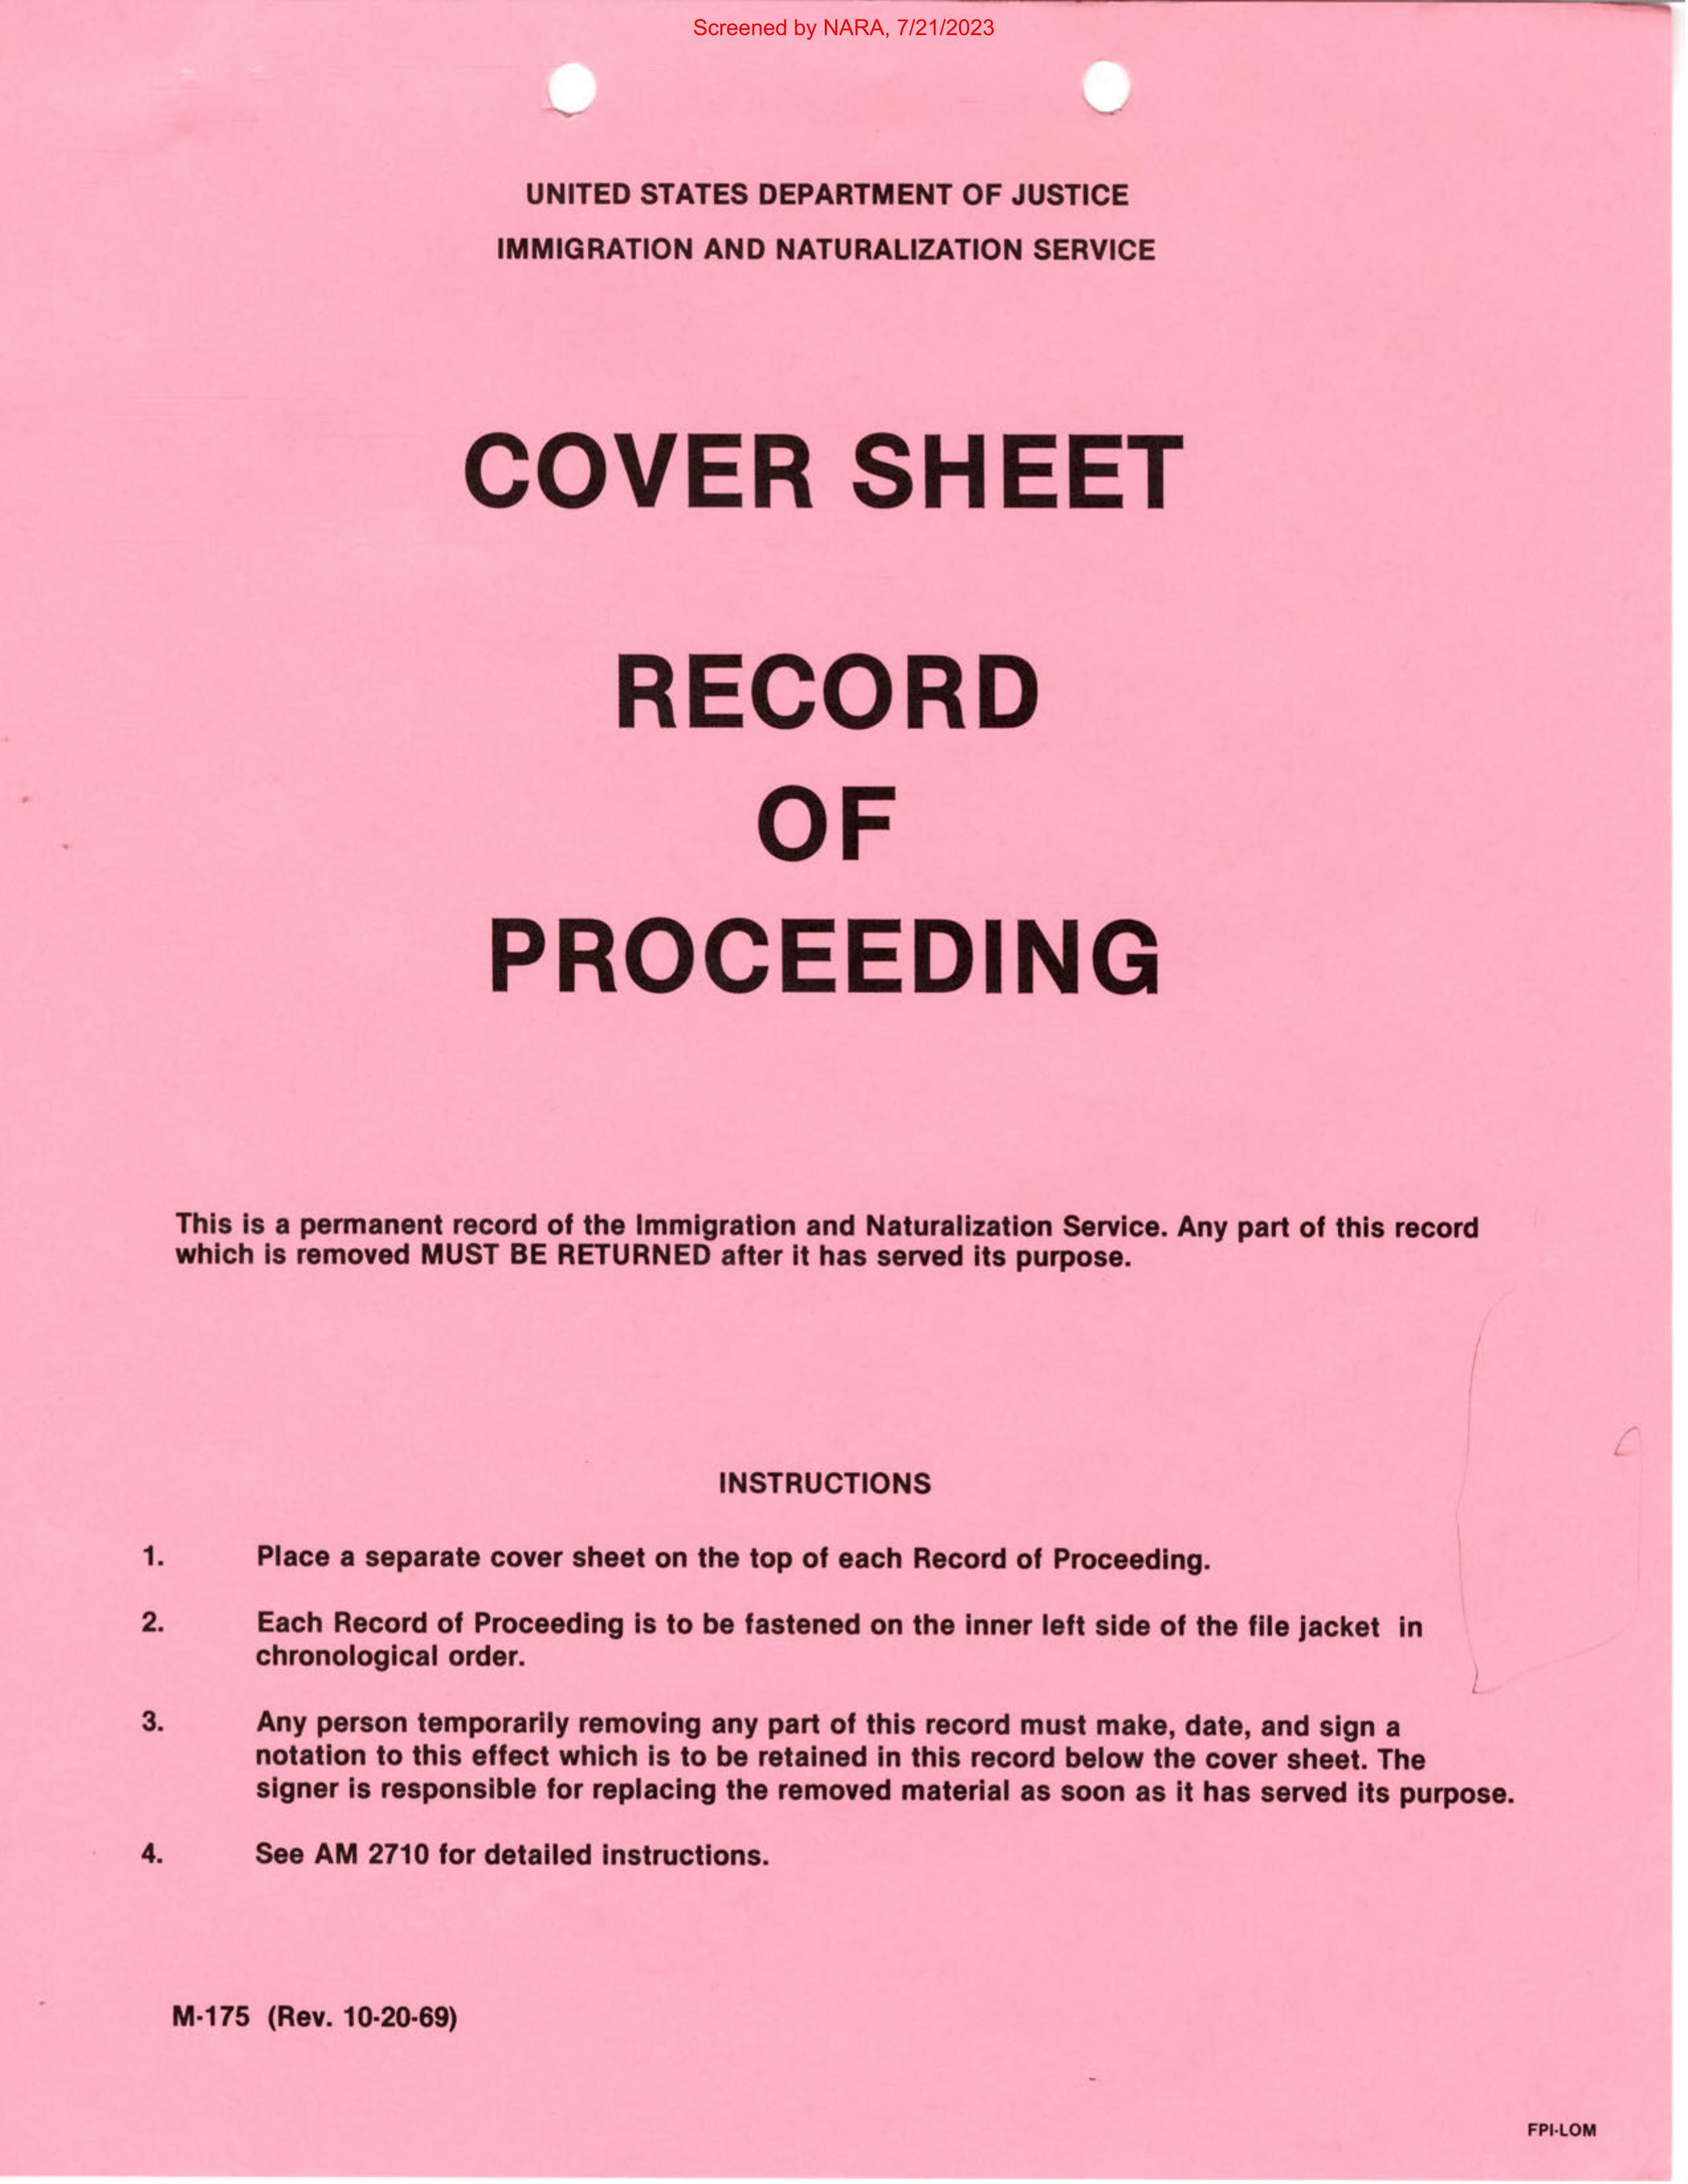 Screened by NARA, 7/21/2023
UNITED STATES DEPARTMENT OF JUSTICE
IMMIGRATION AND NATURALIZATION SERVICE
COVER SHEET
RECORD
OF
PROCEEDING
This is a permanent record of the Immigration and Naturalization Service. Any part of this record
which is removed MUST BE RETURNED after it has served its purpose.
INSTRUCTIONS
1. Place a separate cover sheet on the top of each Record of Proceeding.
2. Each Record of Proceeding is to be fastened on the inner left side of the file jacket in
chronological order.
3. Any person temporarily removing any part of this record must make, date, and sign a
notation to this effect which is to be retained in this record below the cover sheet. The
signer is responsible for replacing the removed material as soon as it has served its purpose.
4. See AM 2710 for detailed instructions.
M-175 (Rev. 10-20-69)
FPI-LOM